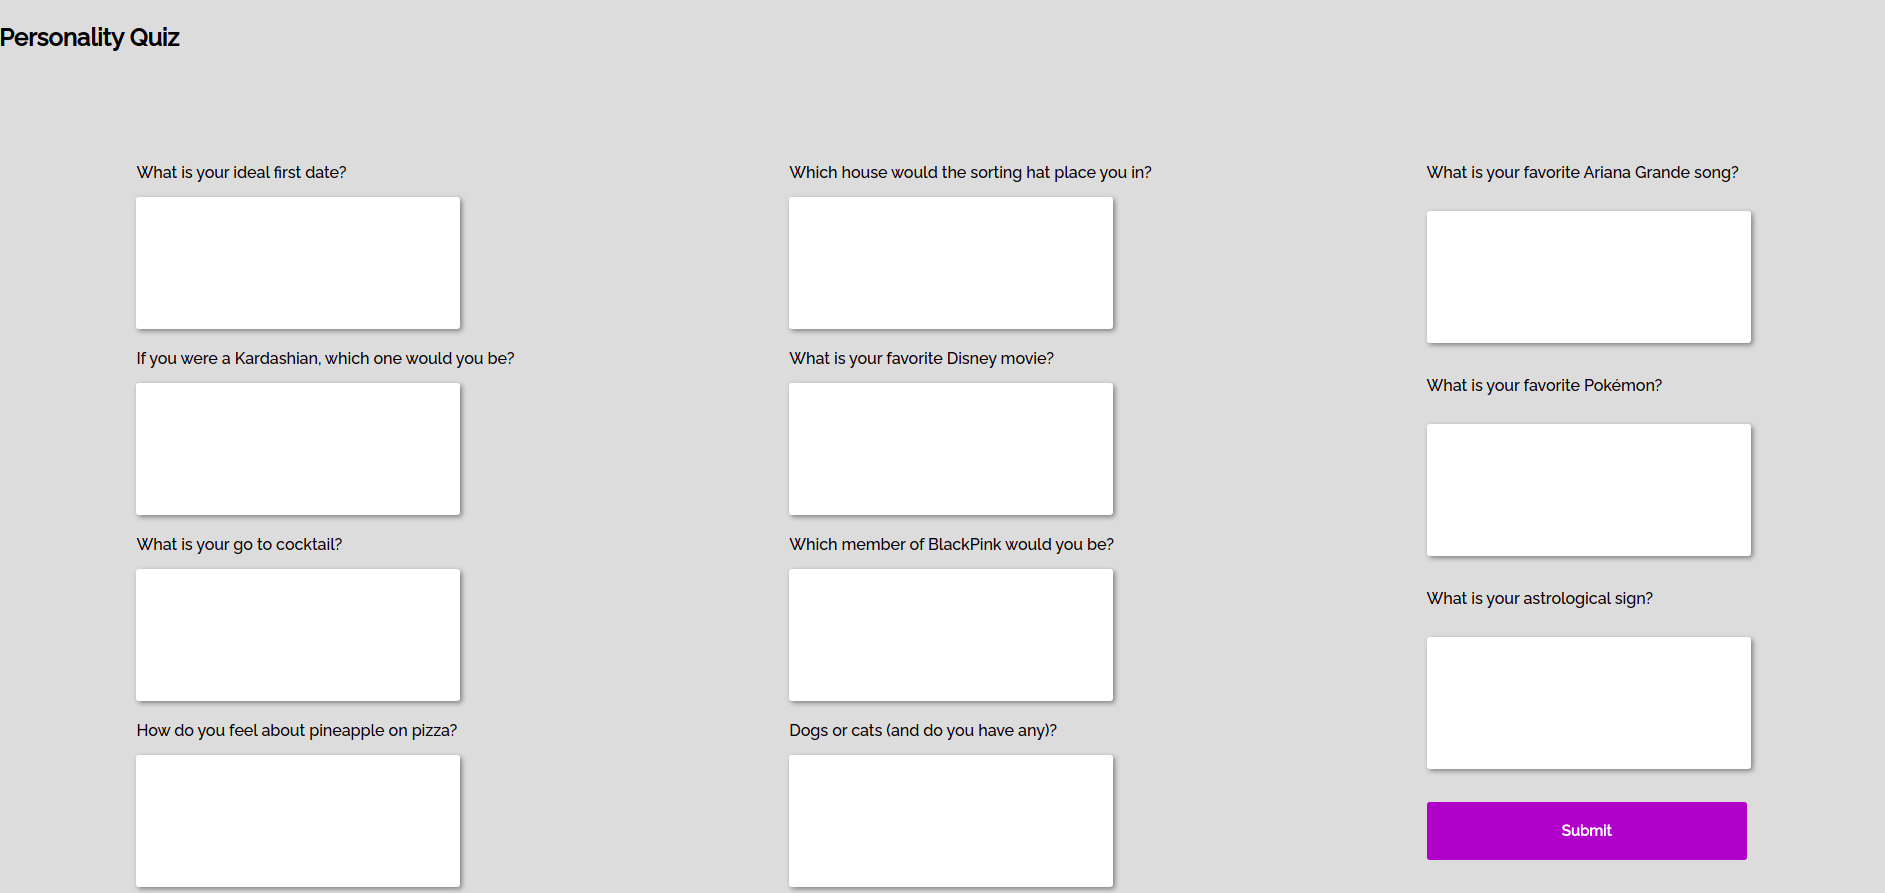 Personality Quiz
What is your ideal first date?
If you were a Kardashian, which one would you be?
What is your go to cocktail?
How do you feel about pineapple on pizza?
Which house would the sorting hat place you in?
What is your favorite Disney movie?
Which member of BlackPink would you be?
Dogs or cats (and do you have any)?
What is your favorite Ariana Grande song?
What is your favorite Pokémon?
What is your astrological sign?
Submit